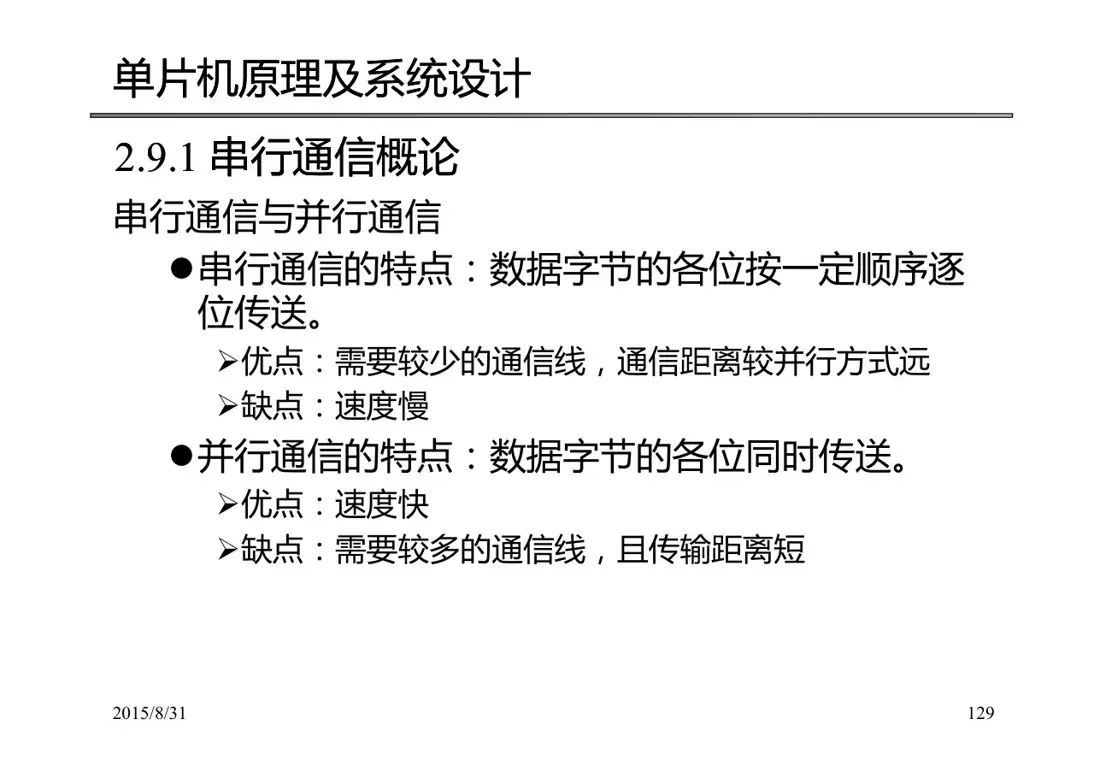 单片机原理及系统设计
2.9.1 串行通信概论
串行通信与并行通信
●串行通信的特点：数据字节的各位按一定顺序逐
位传送。
➢优点：需要较少的通信线，通信距离较并行方式远
➢缺点：速度慢
●并行通信的特点：数据字节的各位同时传送。
➢优点：速度快
➢缺点：需要较多的通信线，且传输距离短
2015/8/31
129